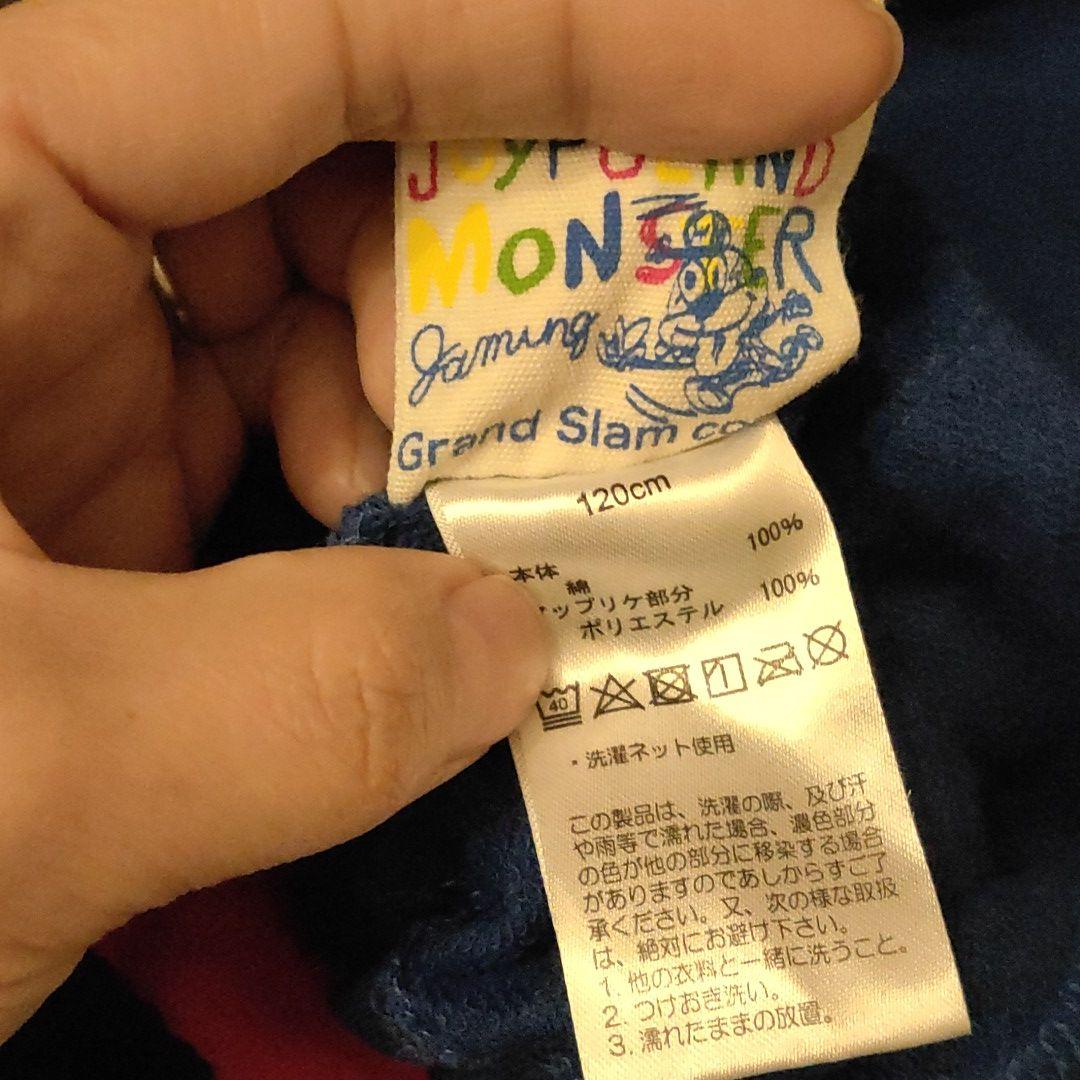 JOYPOLAND
MONSTER
Jamming
Grand Slam
120cm
本体
綿 100%
アップリケ部分
ポリエステル 100%
40
・洗濯ネット使用
この製品は、洗濯の際、及び汗
や雨等で濡れた場合、濃色部分
の色が他の部分に移染する場合
がありますのであしからずご了
承ください。又、次の様な取扱
は、絶対にお避け下さい。
1. 他の衣料と一緒に洗うこと。
2. つけおき洗い。
3. 濡れたままの放置。